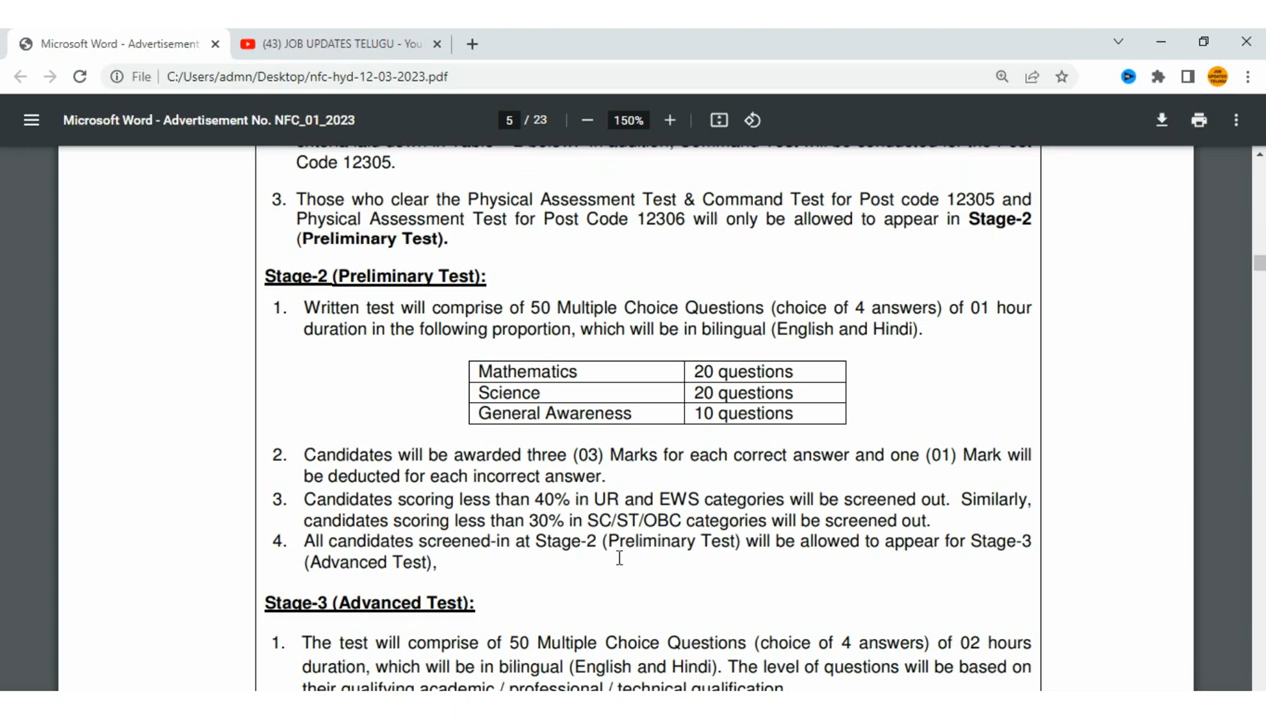 Microsoft Word - Advertisement
(43) JOB UPDATES TELUGU - You
File | C:/Users/admn/Desktop/nfc-hyd-12-03-2023.pdf
Microsoft Word - Advertisement No. NFC_01_2023
5 / 23
150%
Code 12305.
3. Those who clear the Physical Assessment Test & Command Test for Post code 12305 and
Physical Assessment Test for Post Code 12306 will only be allowed to appear in Stage-2
(Preliminary Test).
Stage-2 (Preliminary Test):
1. Written test will comprise of 50 Multiple Choice Questions (choice of 4 answers) of 01 hour
duration in the following proportion, which will be in bilingual (English and Hindi).
Mathematics 20 questions
Science 20 questions
General Awareness 10 questions
2. Candidates will be awarded three (03) Marks for each correct answer and one (01) Mark will
be deducted for each incorrect answer.
3. Candidates scoring less than 40% in UR and EWS categories will be screened out. Similarly,
candidates scoring less than 30% in SC/ST/OBC categories will be screened out.
4. All candidates screened-in at Stage-2 (Preliminary Test) will be allowed to appear for Stage-3
(Advanced Test),
Stage-3 (Advanced Test):
1. The test will comprise of 50 Multiple Choice Questions (choice of 4 answers) of 02 hours
duration, which will be in bilingual (English and Hindi). The level of questions will be based on
their qualifying academic / professional / technical qualification.